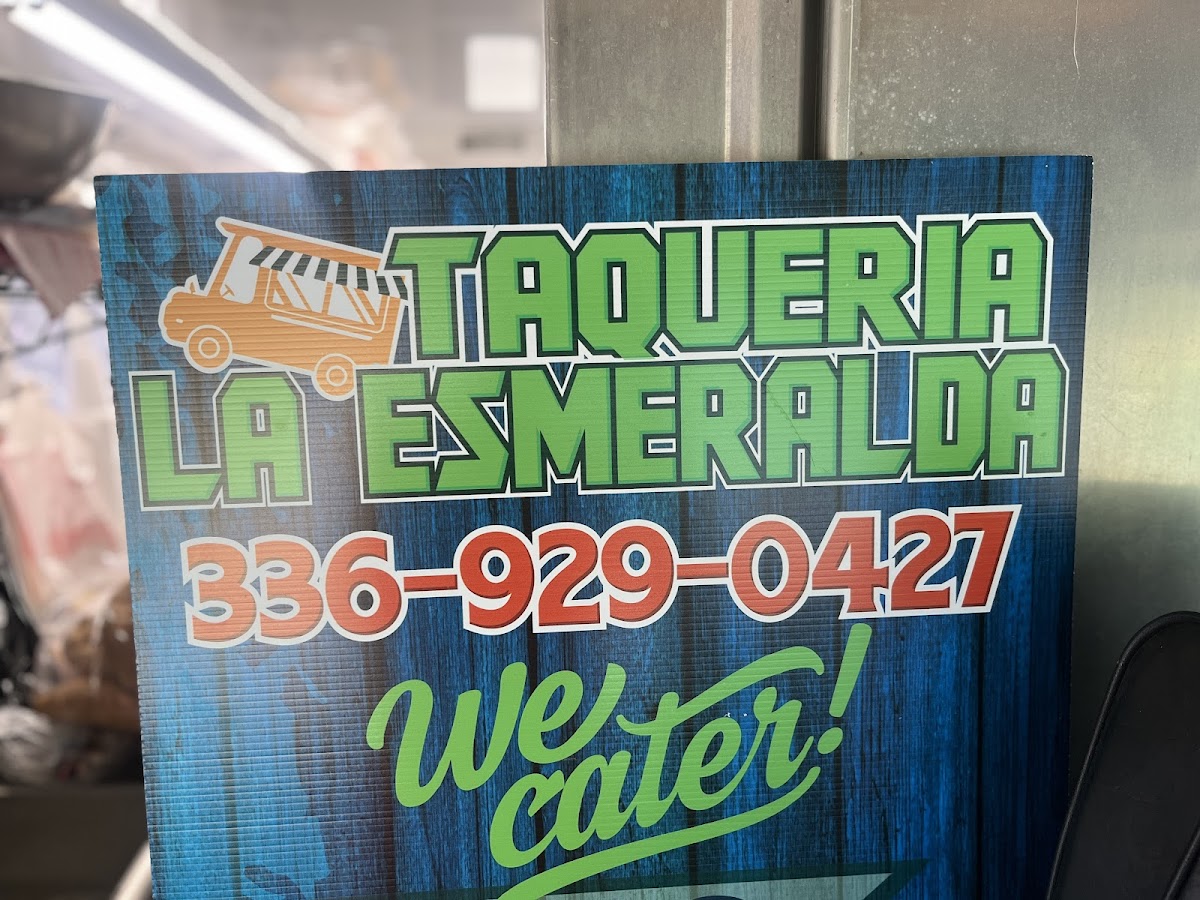 TAQUERIA
LA ESMERALDA
336-929-0427
We
cater!